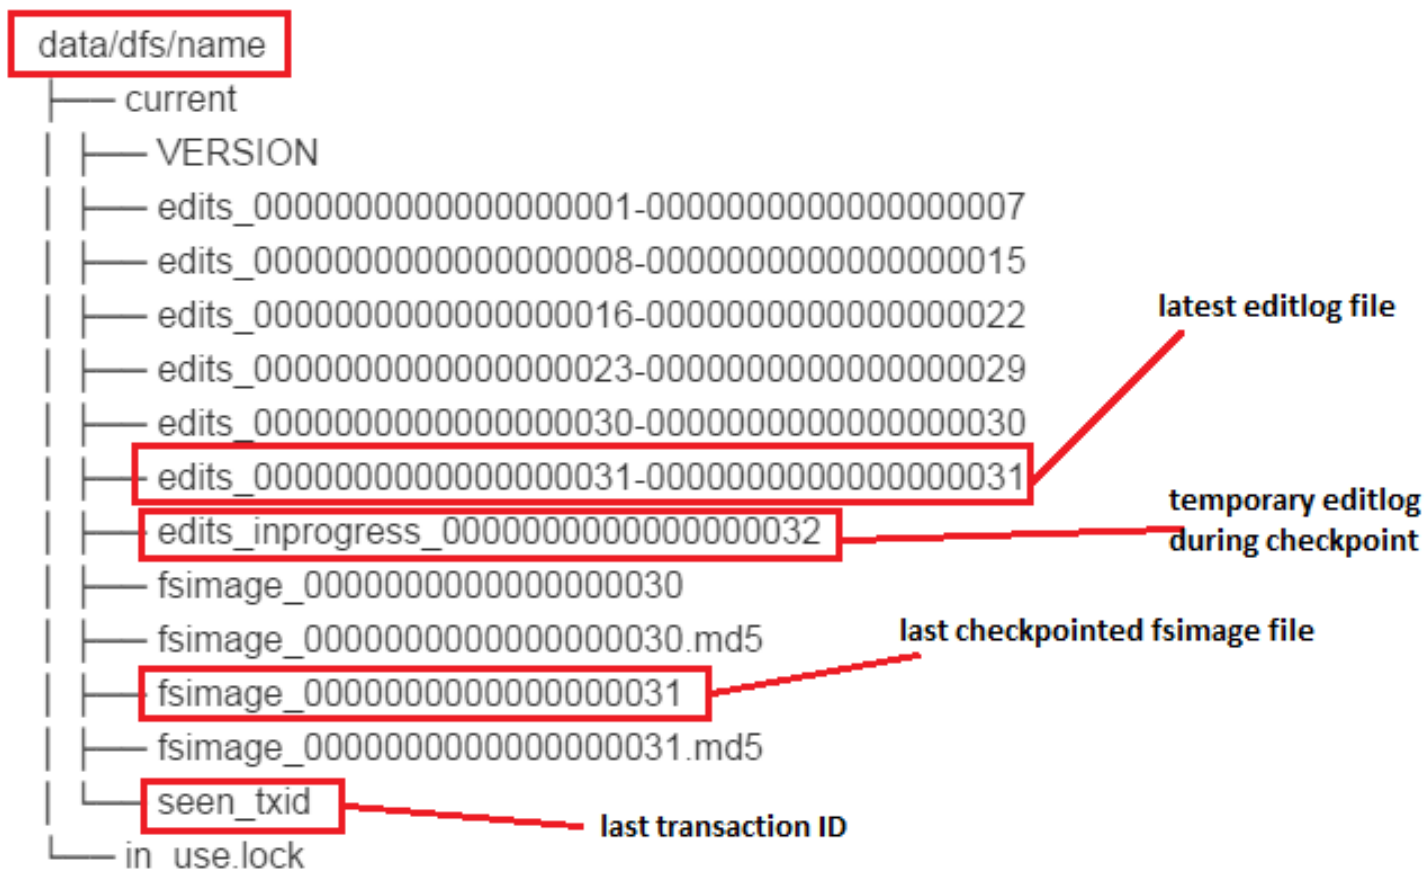 data/dfs/name
current
VERSION
edits_0000000000000000001-0000000000000000007
edits_0000000000000000008-0000000000000000015
edits_0000000000000000016-0000000000000000022
edits_0000000000000000023-0000000000000000029
edits_0000000000000000030-0000000000000000030
edits_0000000000000000031-0000000000000000031
edits_inprogress_0000000000000000032
fsimage_0000000000000000030
fsimage_0000000000000000030.md5
fsimage_0000000000000000031
fsimage_0000000000000000031.md5
seen_txid
in_use.lock
latest editlog file
temporary editlog
during checkpoint
last checkpointed fsimage file
last transaction ID